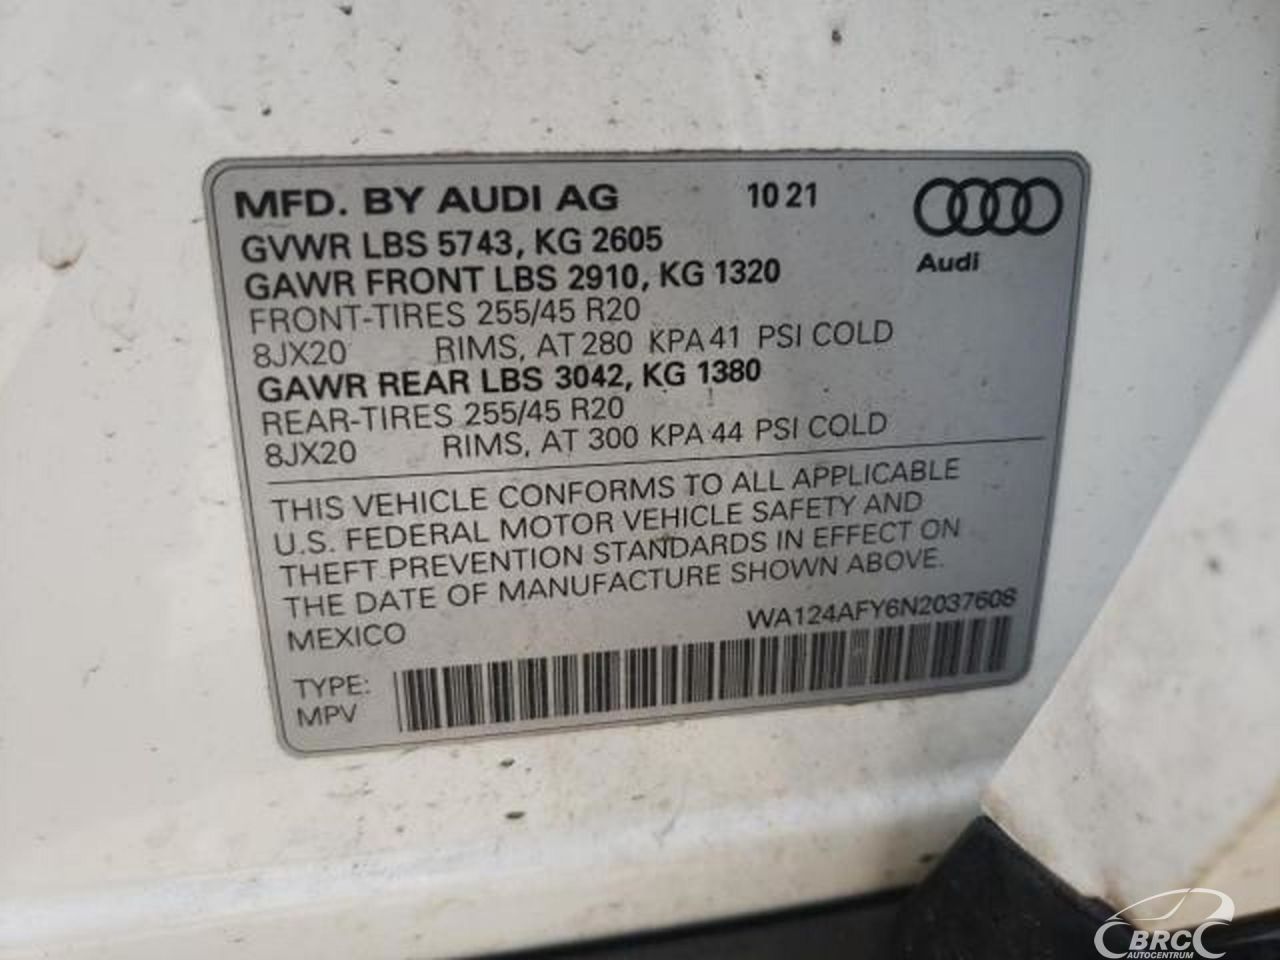 MFD. BY AUDI AG 10 21
GVWR LBS 5743, KG 2605
GAWR FRONT LBS 2910, KG 1320
Audi
FRONT-TIRES 255/45 R20
8JX20 RIMS, AT 280 KPA 41 PSI COLD
GAWR REAR LBS 3042, KG 1380
REAR-TIRES 255/45 R20
8JX20 RIMS, AT 300 KPA 44 PSI COLD
THIS VEHICLE CONFORMS TO ALL APPLICABLE
U.S. FEDERAL MOTOR VEHICLE SAFETY AND
THEFT PREVENTION STANDARDS IN EFFECT ON
THE DATE OF MANUFACTURE SHOWN ABOVE.
MEXICO WA124AFY6N2037608
TYPE:
MPV
BRC
AUTOCENTRUM